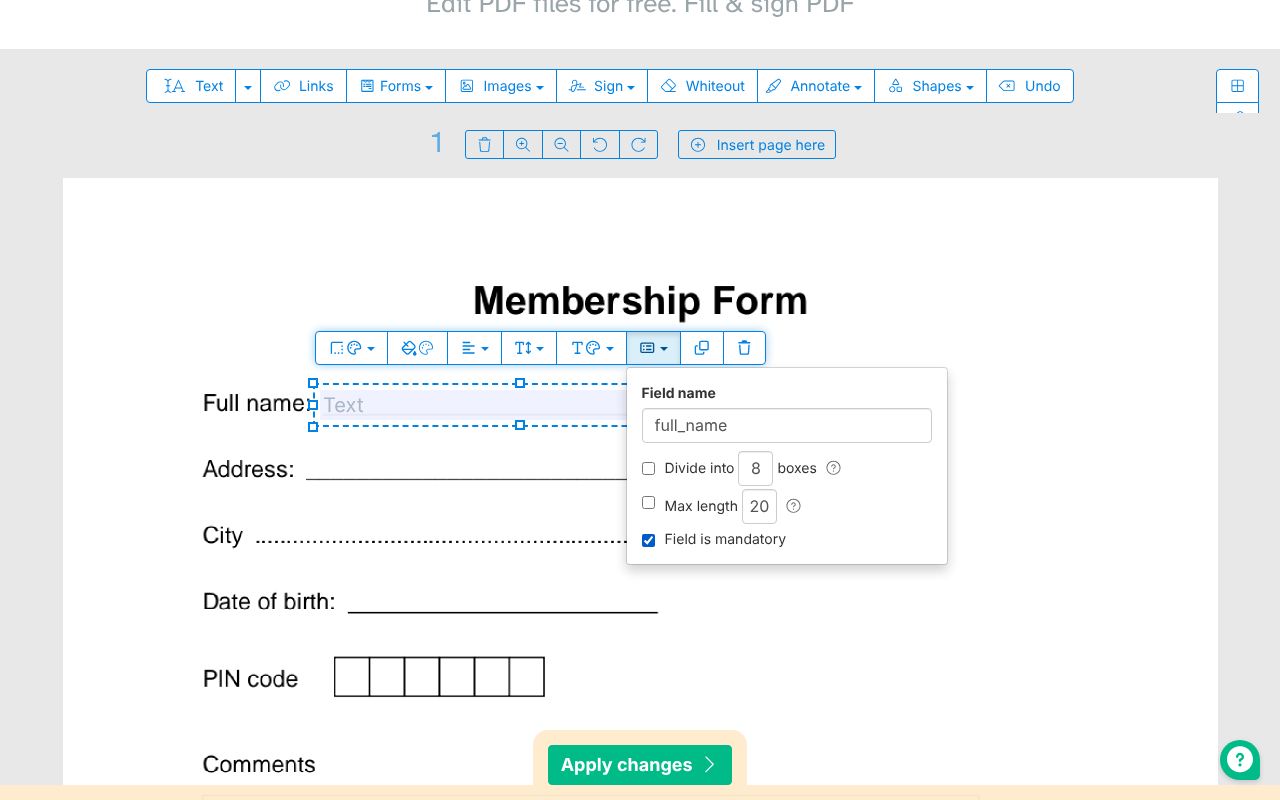 Edit PDF files for free. Fill & sign PDF
Text Links Forms Images Sign Whiteout Annotate Shapes Undo
1 Insert page here
Membership Form
Full name: Text
Field name
full_name
Divide into 8 boxes
Max length 20
Field is mandatory
Address: ______________________________
City ............................................................
Date of birth: ______________________________
PIN code
Comments
Apply changes
?